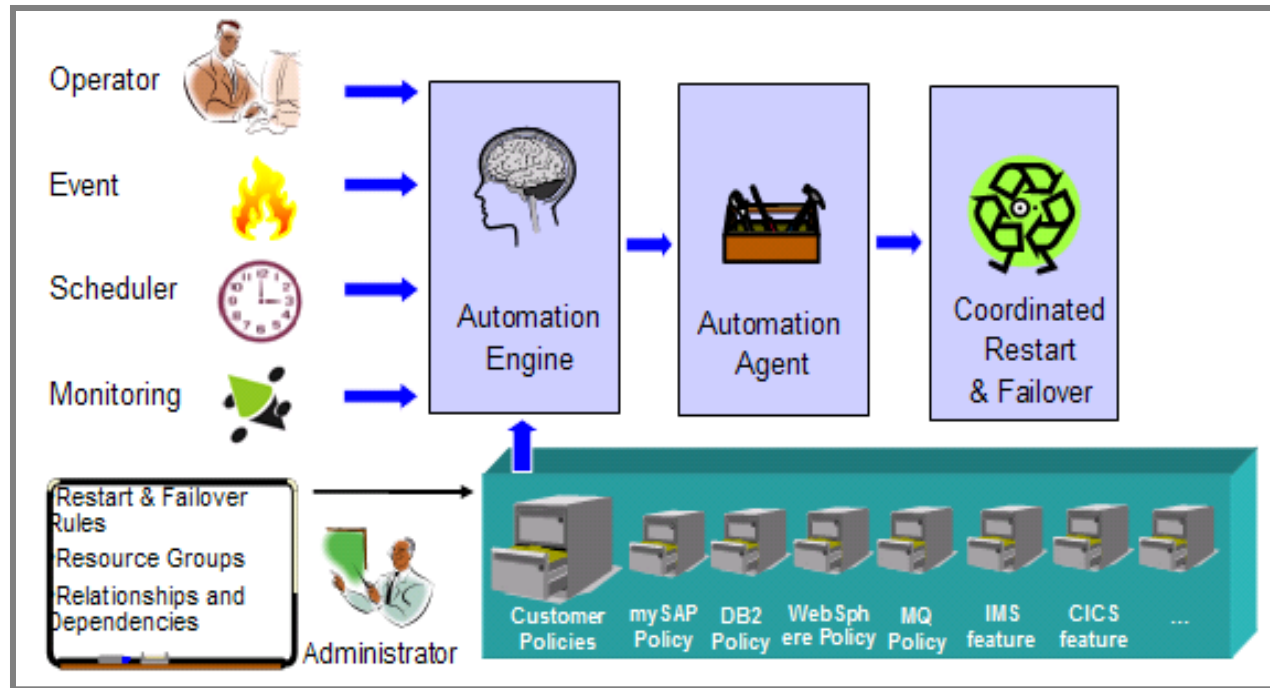 Operator
Event
Scheduler
Monitoring
Automation
Engine
Automation
Agent
Coordinated
Restart
& Failover
Restart & Failover
Rules
Resource Groups
Relationships and
Dependencies
Administrator
Customer
Policies
mySAP
Policy
DB2
Policy
WebSph
ere Policy
MQ
Policy
IMS
feature
CICS
feature
...